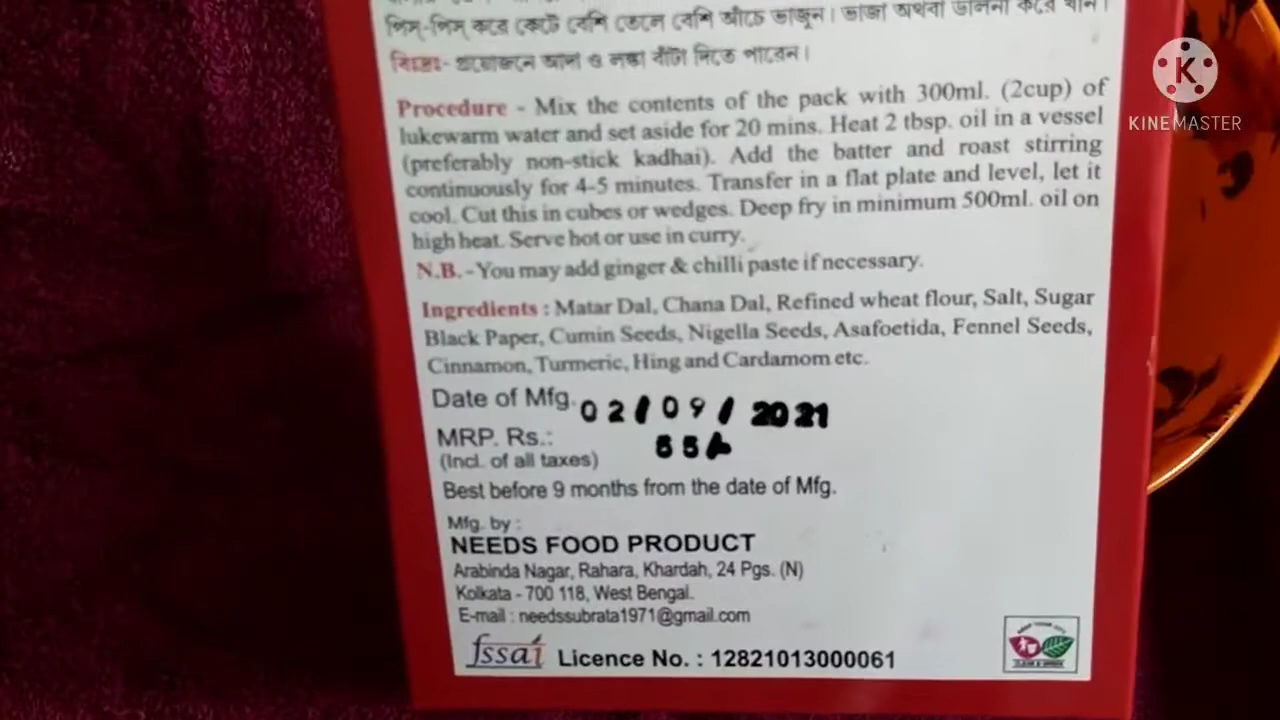 পিস্-পিস্ করে কেটে বেশি তেলে বেশি আঁচে ভাজুন। ভাজা অথবা ডালনা করে খান।
বিঃদ্রঃ- প্রয়োজনে আদা ও লঙ্কা বাঁটা দিতে পারেন।
Procedure - Mix the contents of the pack with 300ml. (2cup) of
lukewarm water and set aside for 20 mins. Heat 2 tbsp. oil in a vessel
(preferably non-stick kadhai). Add the batter and roast stirring
continuously for 4-5 minutes. Transfer in a flat plate and level, let it
cool. Cut this in cubes or wedges. Deep fry in minimum 500ml. oil on
high heat. Serve hot or use in curry.
N.B. - You may add ginger & chilli paste if necessary.
Ingredients : Matar Dal, Chana Dal, Refined wheat flour, Salt, Sugar
Black Paper, Cumin Seeds, Nigella Seeds, Asafoetida, Fennel Seeds,
Cinnamon, Turmeric, Hing and Cardamom etc.
Date of Mfg. 02/09/2021
MRP. Rs.:
(Incl. of all taxes)
Best before 9 months from the date of Mfg.
Mfg. by :
NEEDS FOOD PRODUCT
Arabinda Nagar, Rahara, Khardah, 24 Pgs. (N)
Kolkata - 700 118, West Bengal.
E-mail : needssubrata1971@gmail.com
fssai Licence No. : 12821013000061
K
KINEMASTER